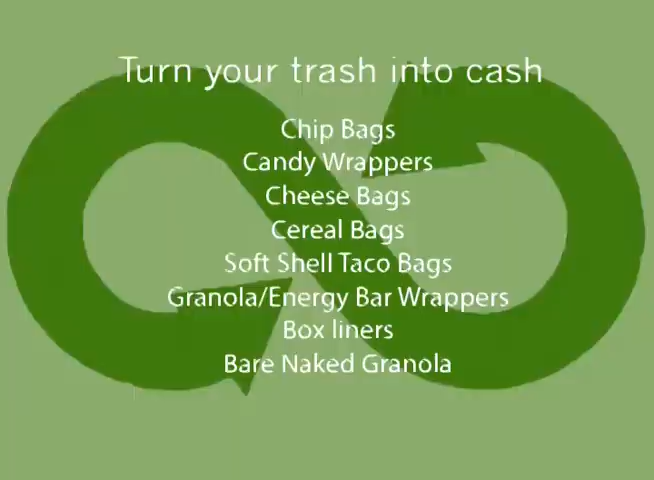 Turn your trash into cash
Chip Bags
Candy Wrappers
Cheese Bags
Cereal Bags
Soft Shell Taco Bags
Granola/Energy Bar Wrappers
Box liners
Bare Naked Granola